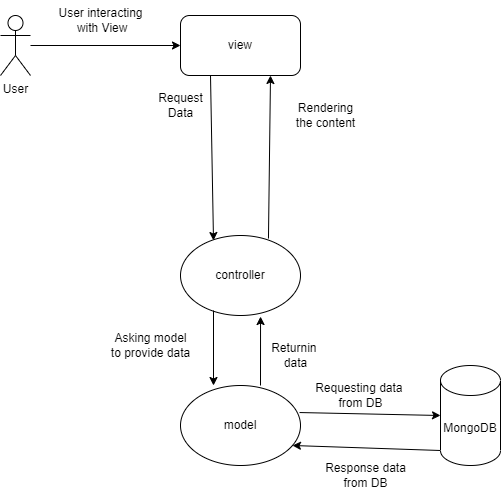 User interacting
with View
view
User
Request
Data
Rendering
the content
controller
Asking model
to provide data
Returnin
data
Requesting data
from DB
model
MongoDB
Response data
from DB